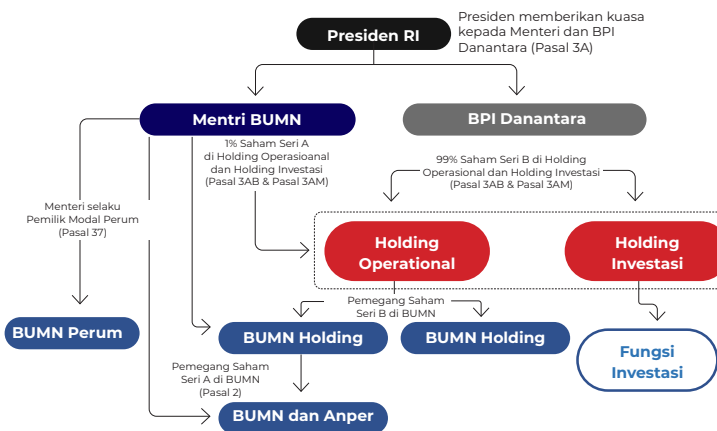 Presiden RI
Presiden memberikan kuasa
kepada Menteri dan BPI
Danantara (Pasal 3A)
Mentri BUMN
BPI Danantara
1% Saham Seri A
di Holding Operasioanal
dan Holding Investasi
(Pasal 3AB & Pasal 3AM)
99% Saham Seri B di Holding
Operasional dan Holding Investasi
(Pasal 3AB & Pasal 3AM)
Menteri selaku
Pemilik Modal Perum
(Pasal 37)
Holding
Operational
Holding
Investasi
Pemegang Saham
Seri B di BUMN
BUMN Perum
BUMN Holding
BUMN Holding
Fungsi
Investasi
Pemegang Saham
Seri A di BUMN
(Pasal 2)
BUMN dan Anper